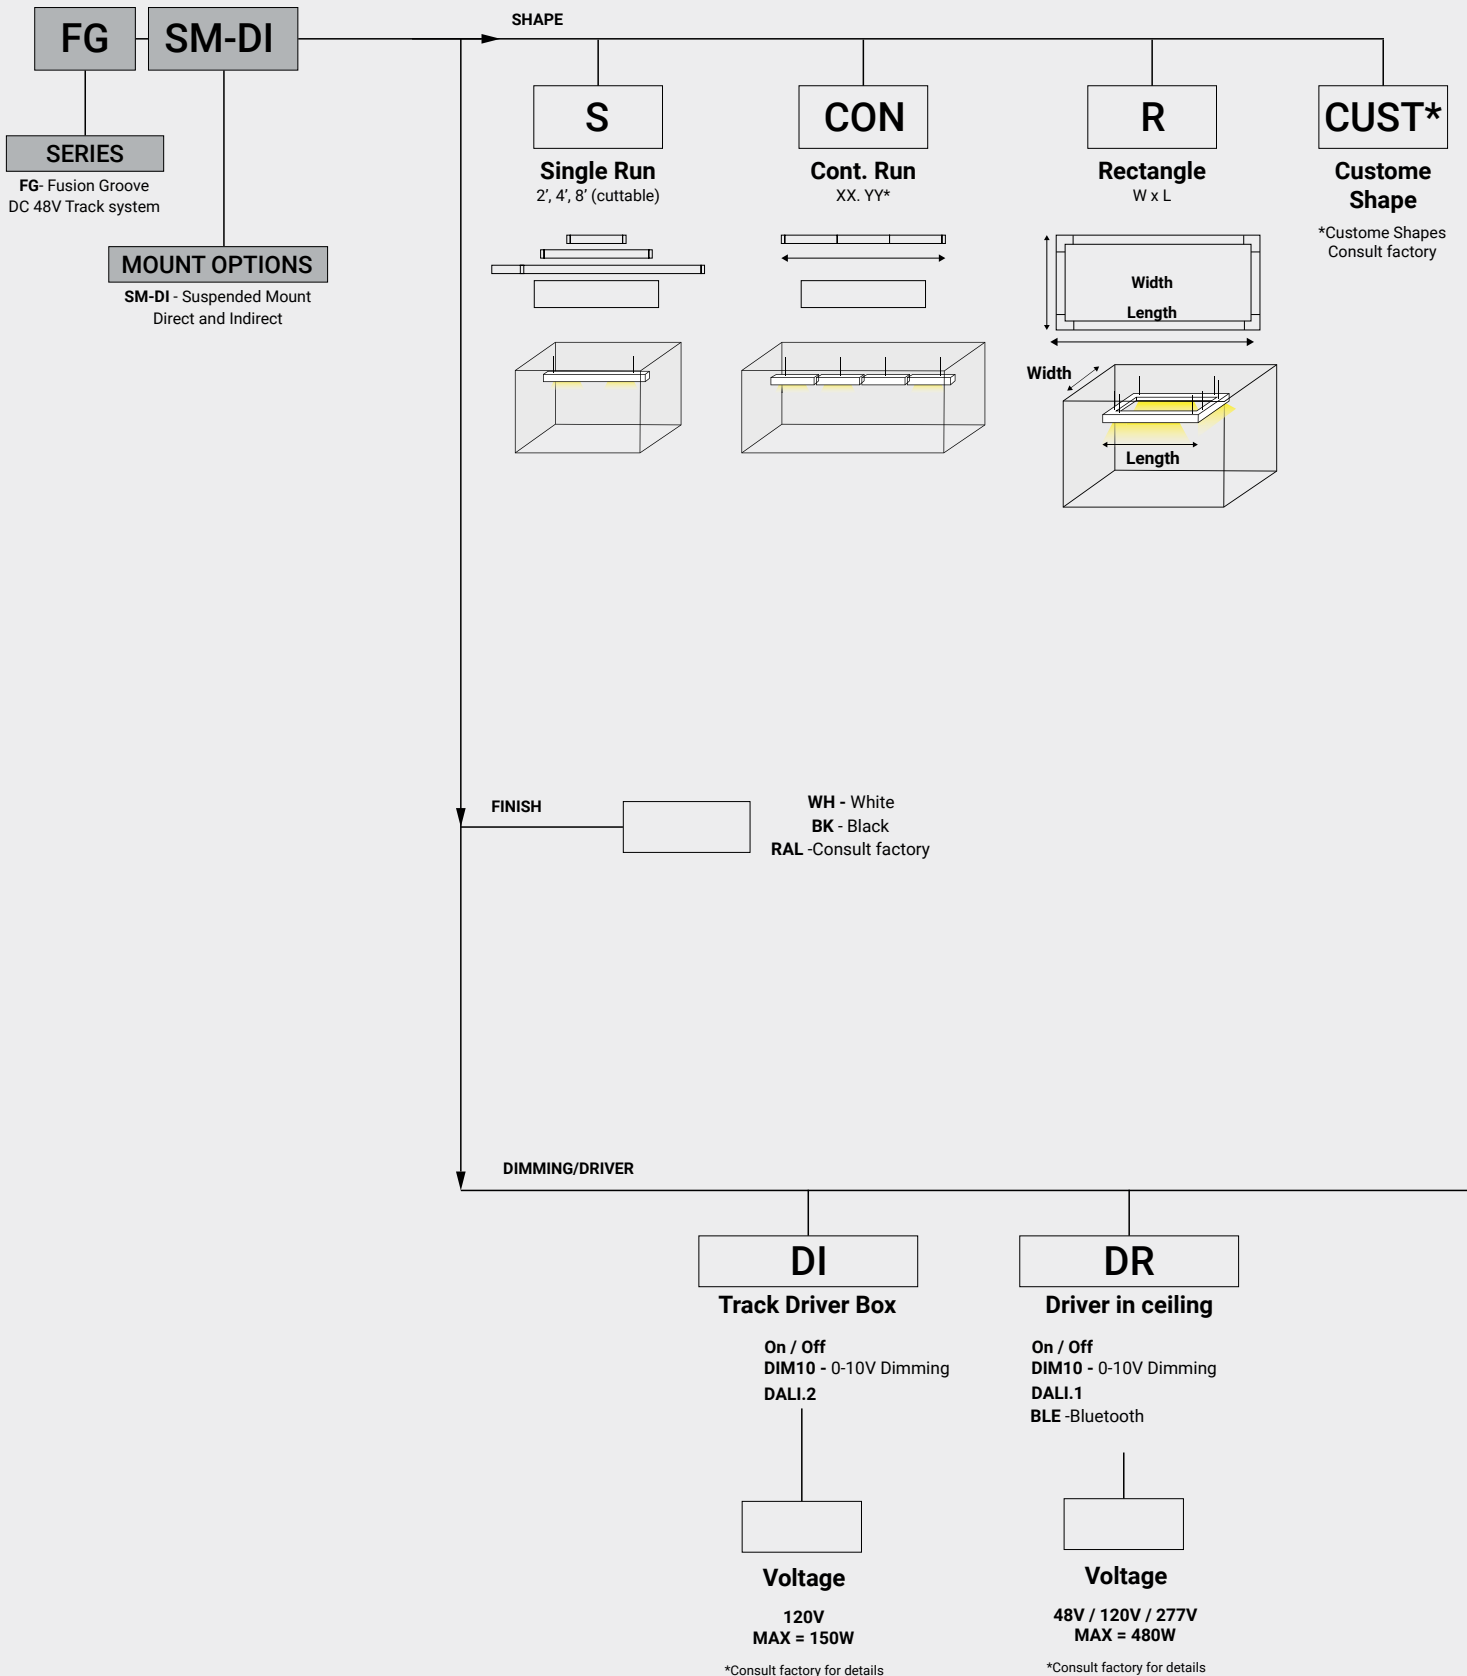 FG
SM-DI
SHAPE
SERIES
FG- Fusion Groove
DC 48V Track system
MOUNT OPTIONS
SM-DI - Suspended Mount
Direct and Indirect
S
Single Run
2’, 4’, 8’ (cuttable)
CON
Cont. Run
XX. YY*
R
Rectangle
W x L
Width
Length
Width
Length
CUST*
Custome
Shape
*Custome Shapes
Consult factory
FINISH
WH - White
BK - Black
RAL -Consult factory
DIMMING/DRIVER
DI
Track Driver Box
On / Off
DIM10 - 0-10V Dimming
DALI.2
Voltage
120V
MAX = 150W
*Consult factory for details
DR
Driver in ceiling
On / Off
DIM10 - 0-10V Dimming
DALI.1
BLE -Bluetooth
Voltage
48V / 120V / 277V
MAX = 480W
*Consult factory for details